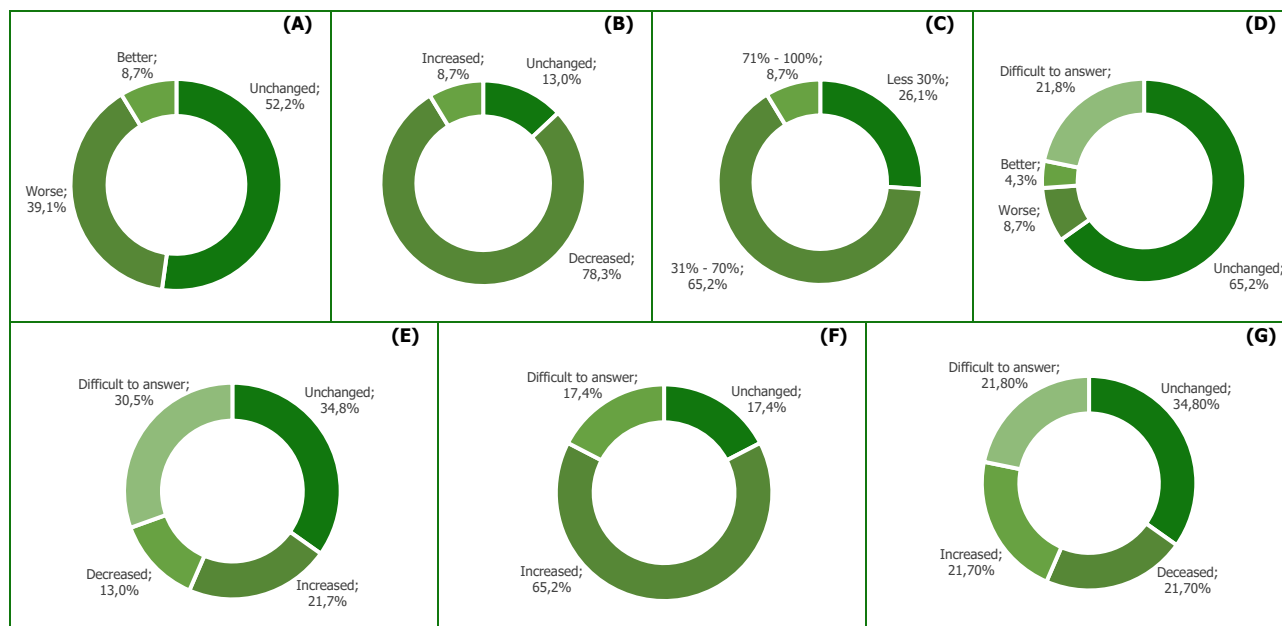 (A)
Better;
8,7%
Unchanged;
52,2%
Worse;
39,1%
(B)
Increased;
8,7%
Unchanged;
13,0%
Decreased;
78,3%
(C)
71% - 100%;
8,7%
Less 30%;
26,1%
31% - 70%;
65,2%
(D)
Difficult to answer;
21,8%
Better;
4,3%
Worse;
8,7%
Unchanged;
65,2%
(E)
Difficult to answer;
30,5%
Unchanged;
34,8%
Decreased;
13,0%
Increased;
21,7%
(F)
Difficult to answer;
17,4%
Unchanged;
17,4%
Increased;
65,2%
(G)
Difficult to answer;
21,80%
Unchanged;
34,80%
Increased;
21,70%
Deceased;
21,70%